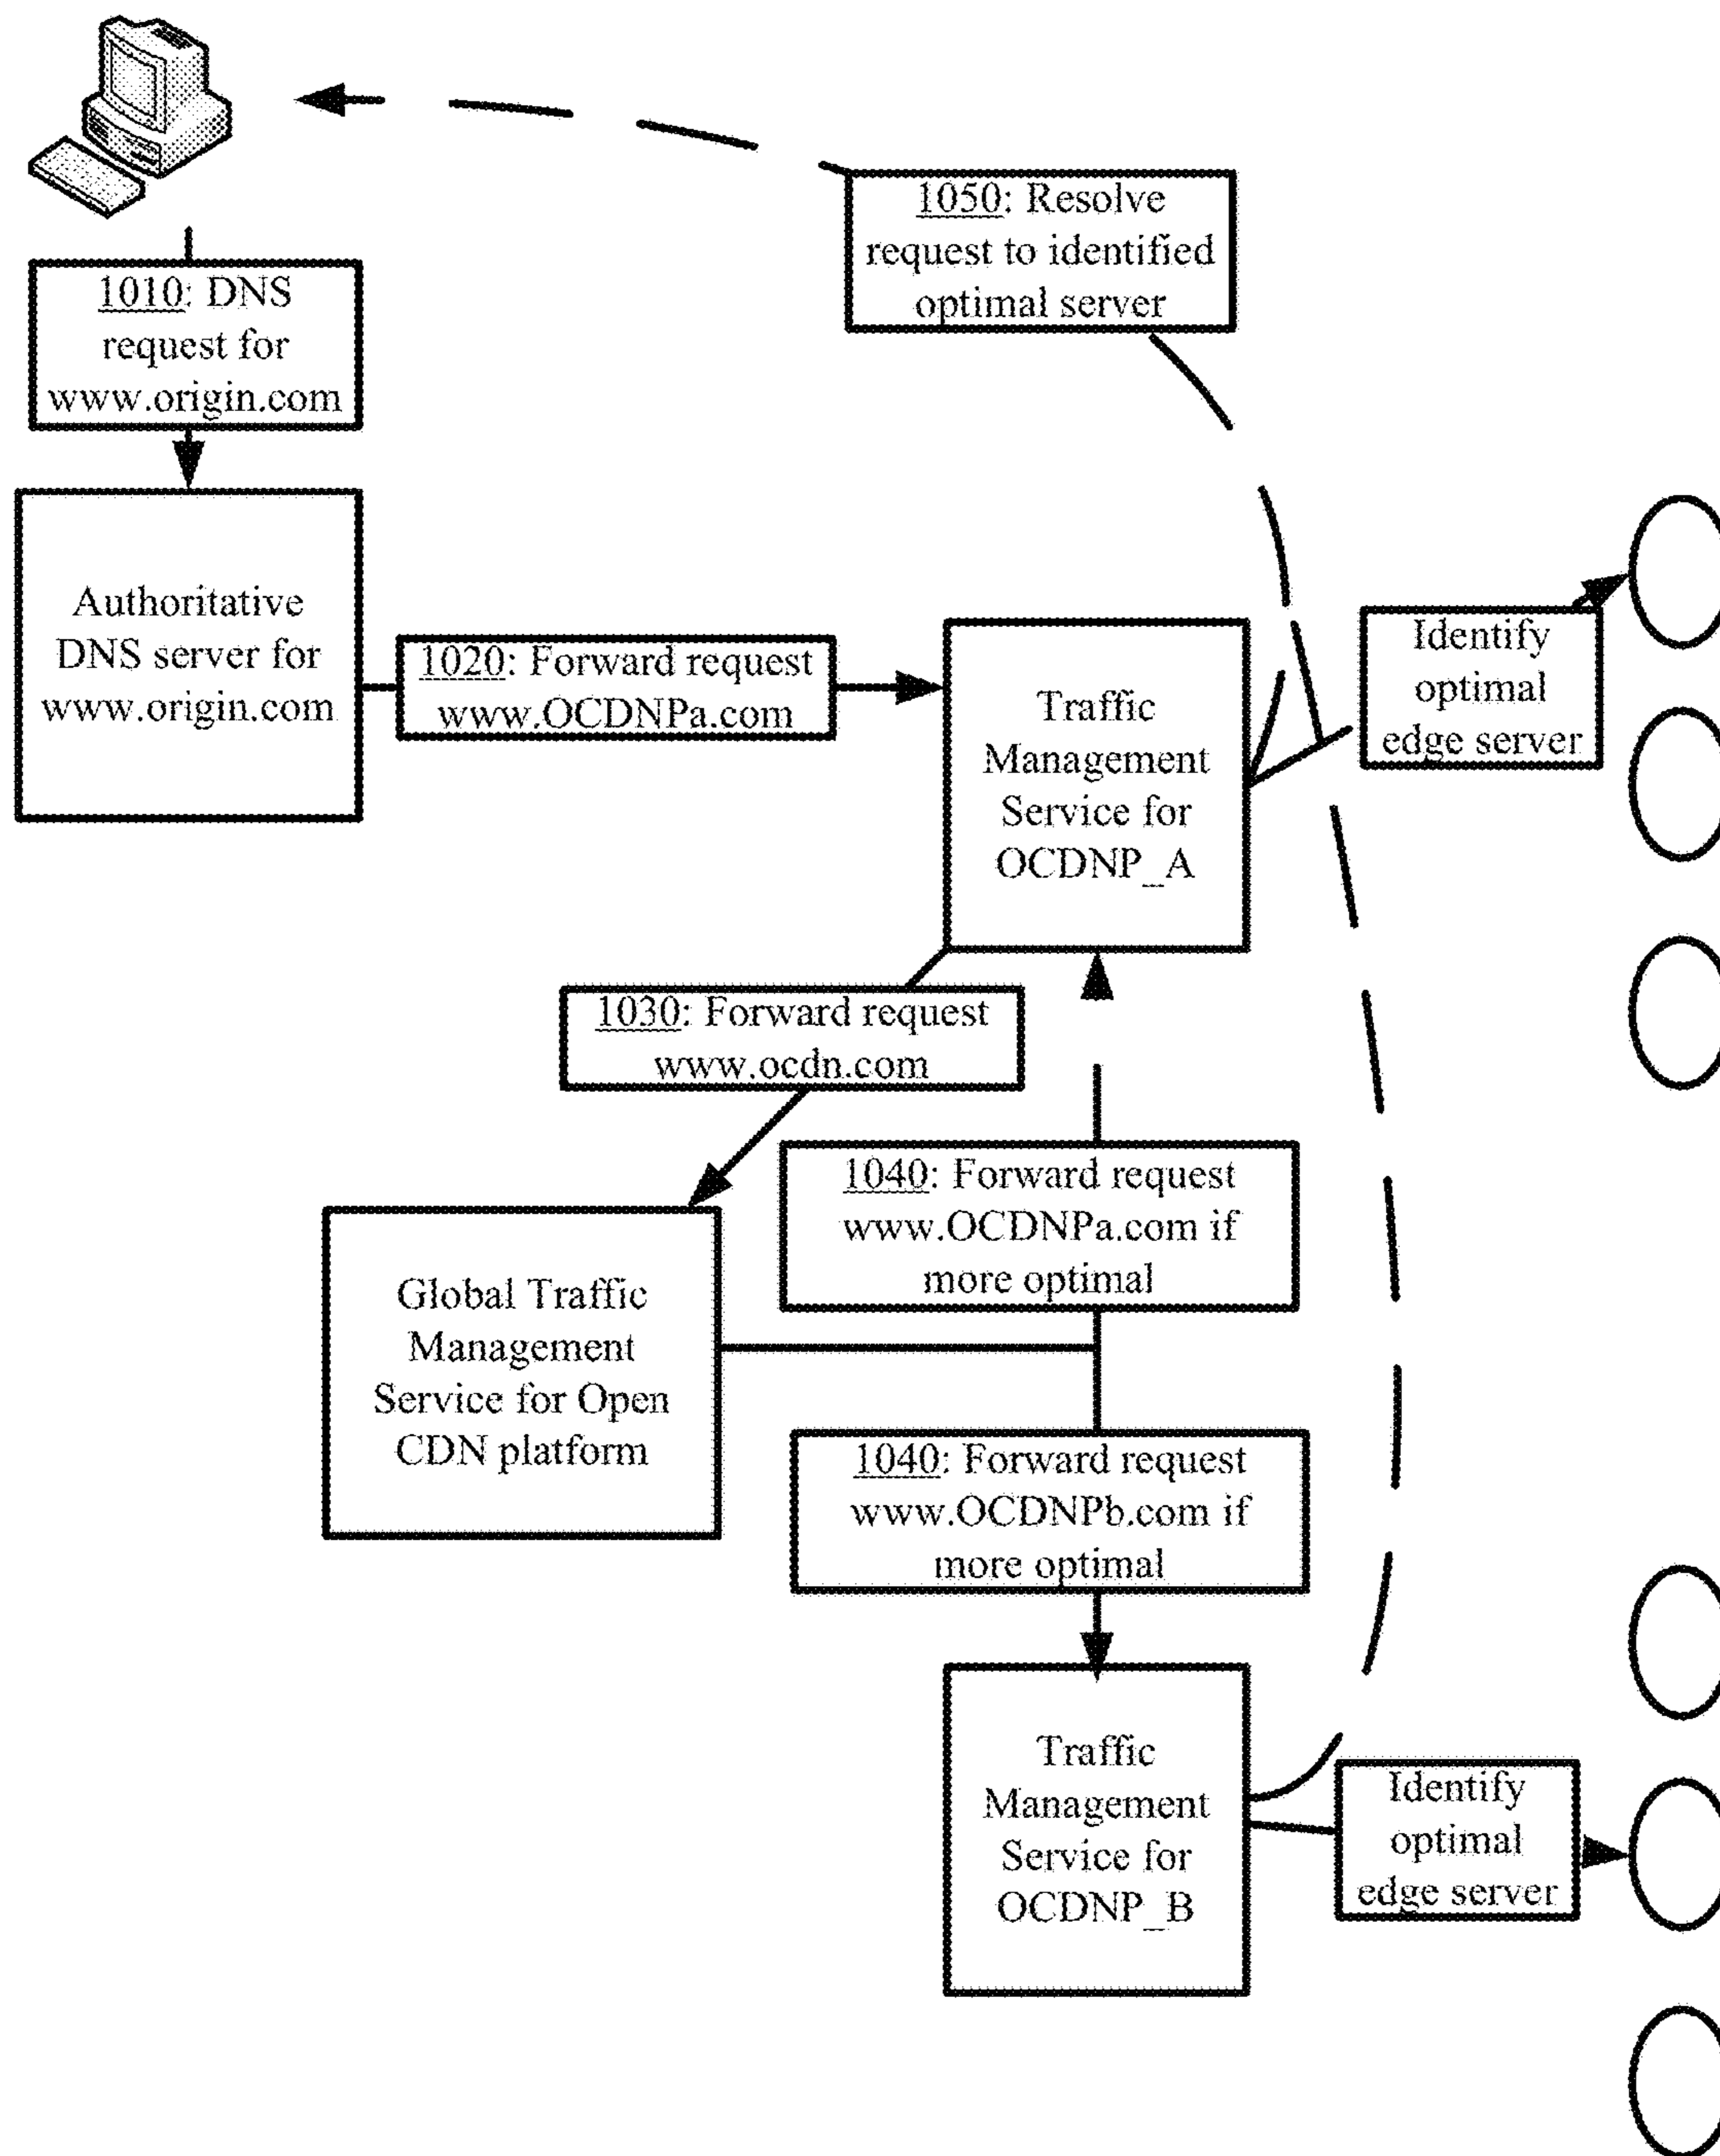 1050: Resolve
request to identified
optimal server
1010: DNS
request for
www.origin.com
Authoritative
DNS server for
www.origin.com
1020: Forward request
www.OCDNPa.com
Traffic
Management
Service for
OCDNP_A
Identify
optimal
edge server
1030: Forward request
www.ocdn.com
1040: Forward request
www.OCDNPa.com if
more optimal
Global Traffic
Management
Service for Open
CDN platform
1040: Forward request
www.OCDNPb.com if
more optimal
Traffic
Management
Service for
OCDNP_B
Identify
optimal
edge server